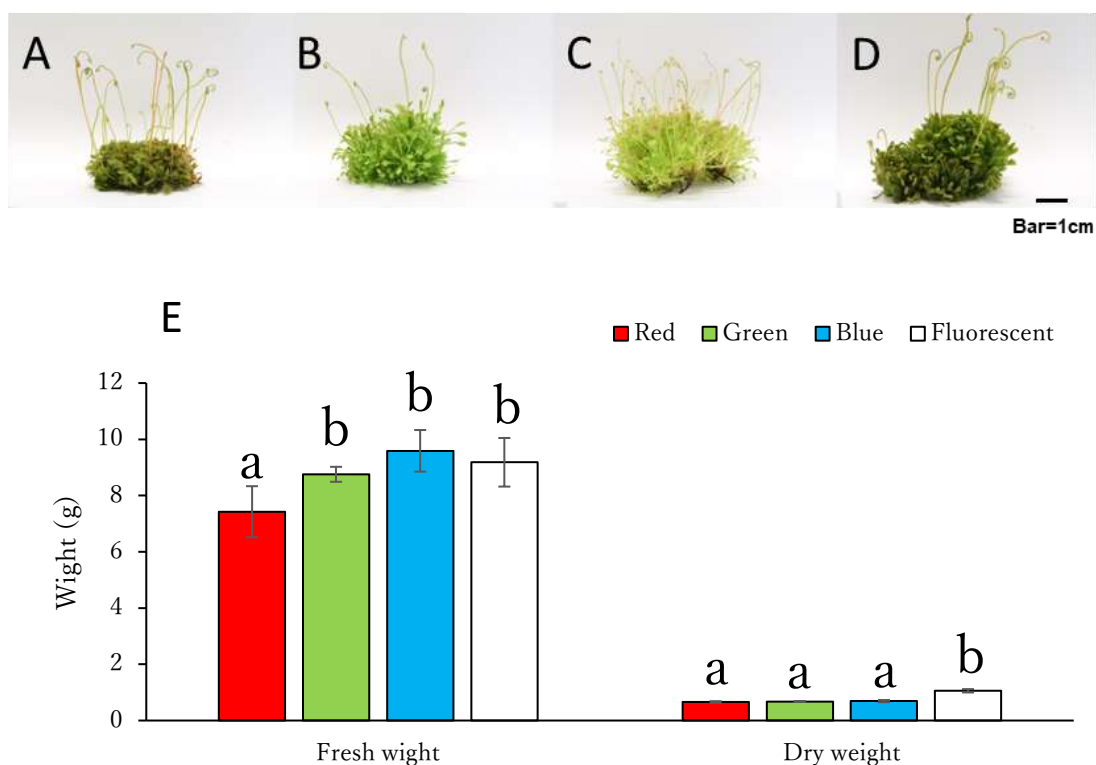 A B C D
Bar=1cm
E
Red Green Blue Fluorescent
12
10
8
6
4
2
0
Wight (g)
a b b b
a a a b
Fresh wight Dry weight